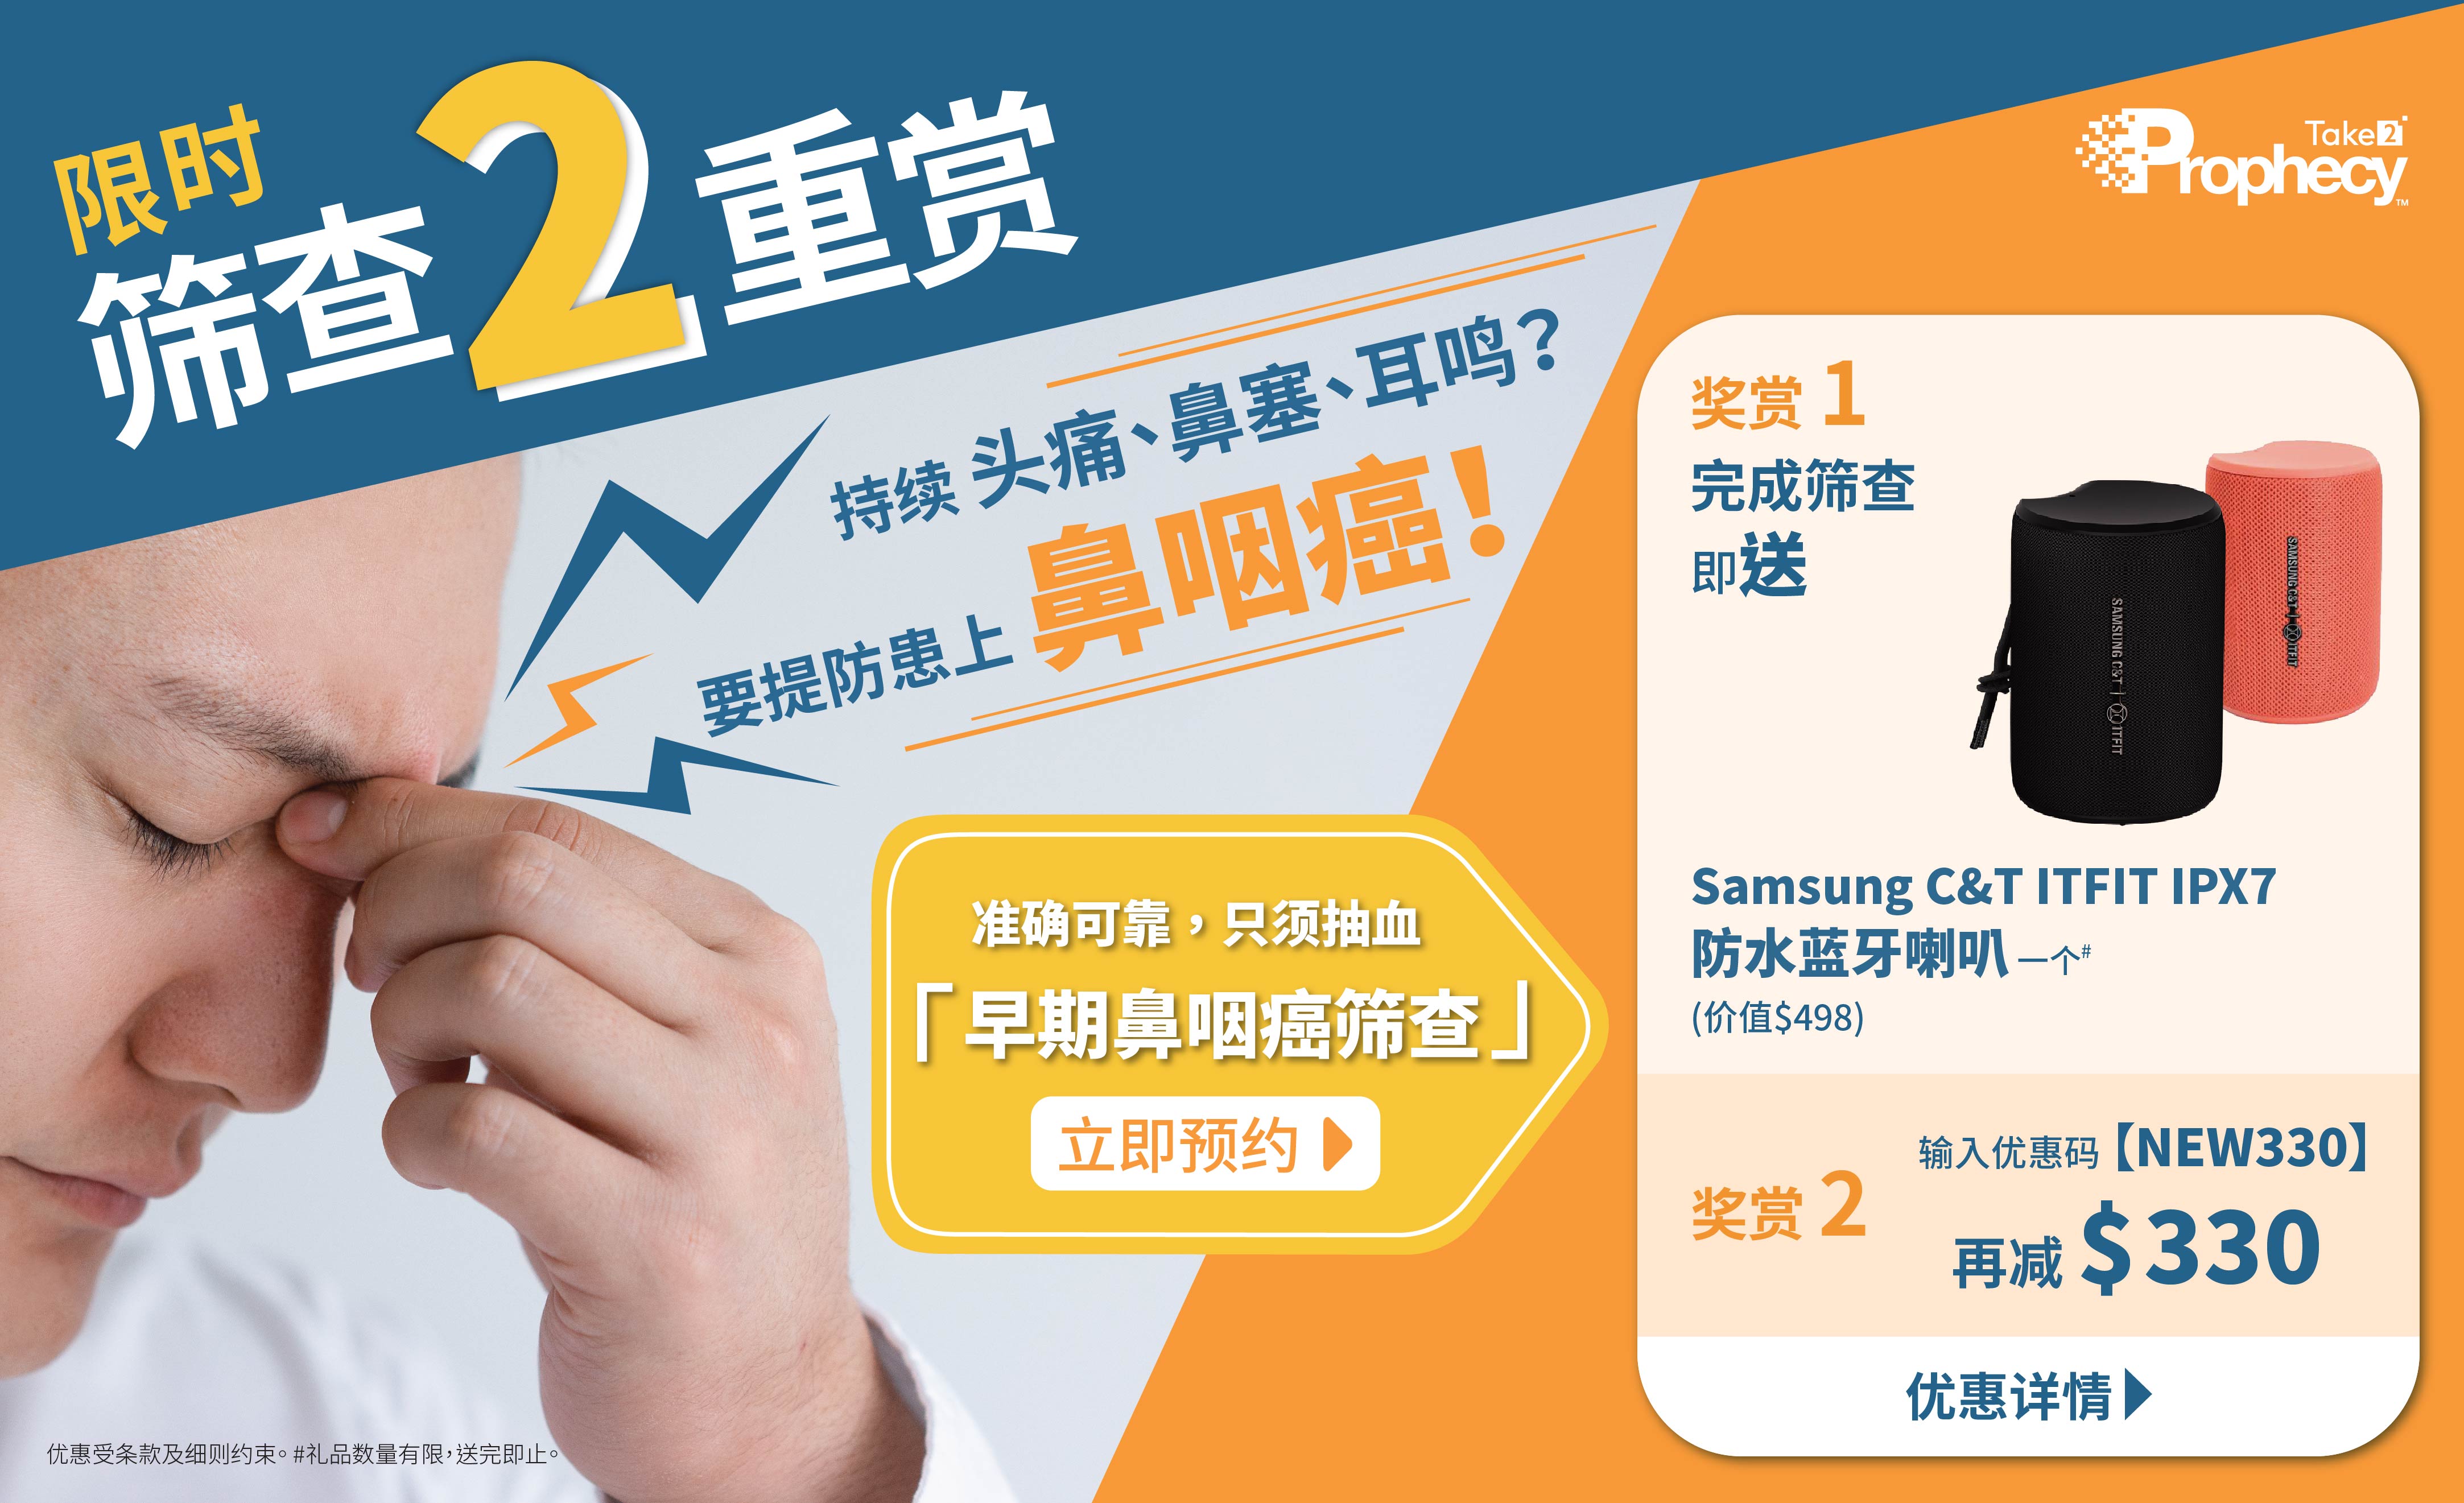 限时
筛查2重赏
Take2
Prophecy™
持续 头痛、鼻塞、耳鸣？
要提防患上 鼻咽癌！
准确可靠，只须抽血
「早期鼻咽癌筛查」
立即预约
奖赏 1
完成筛查
即送
SAMSUNG C&T | ITFIT
SAMSUNG C&T | ITFIT
Samsung C&T ITFIT IPX7
防水蓝牙喇叭 一个#
(价值$498)
奖赏 2
输入优惠码【NEW330】
再减 $330
优惠详情
优惠受条款及细则约束。#礼品数量有限，送完即止。